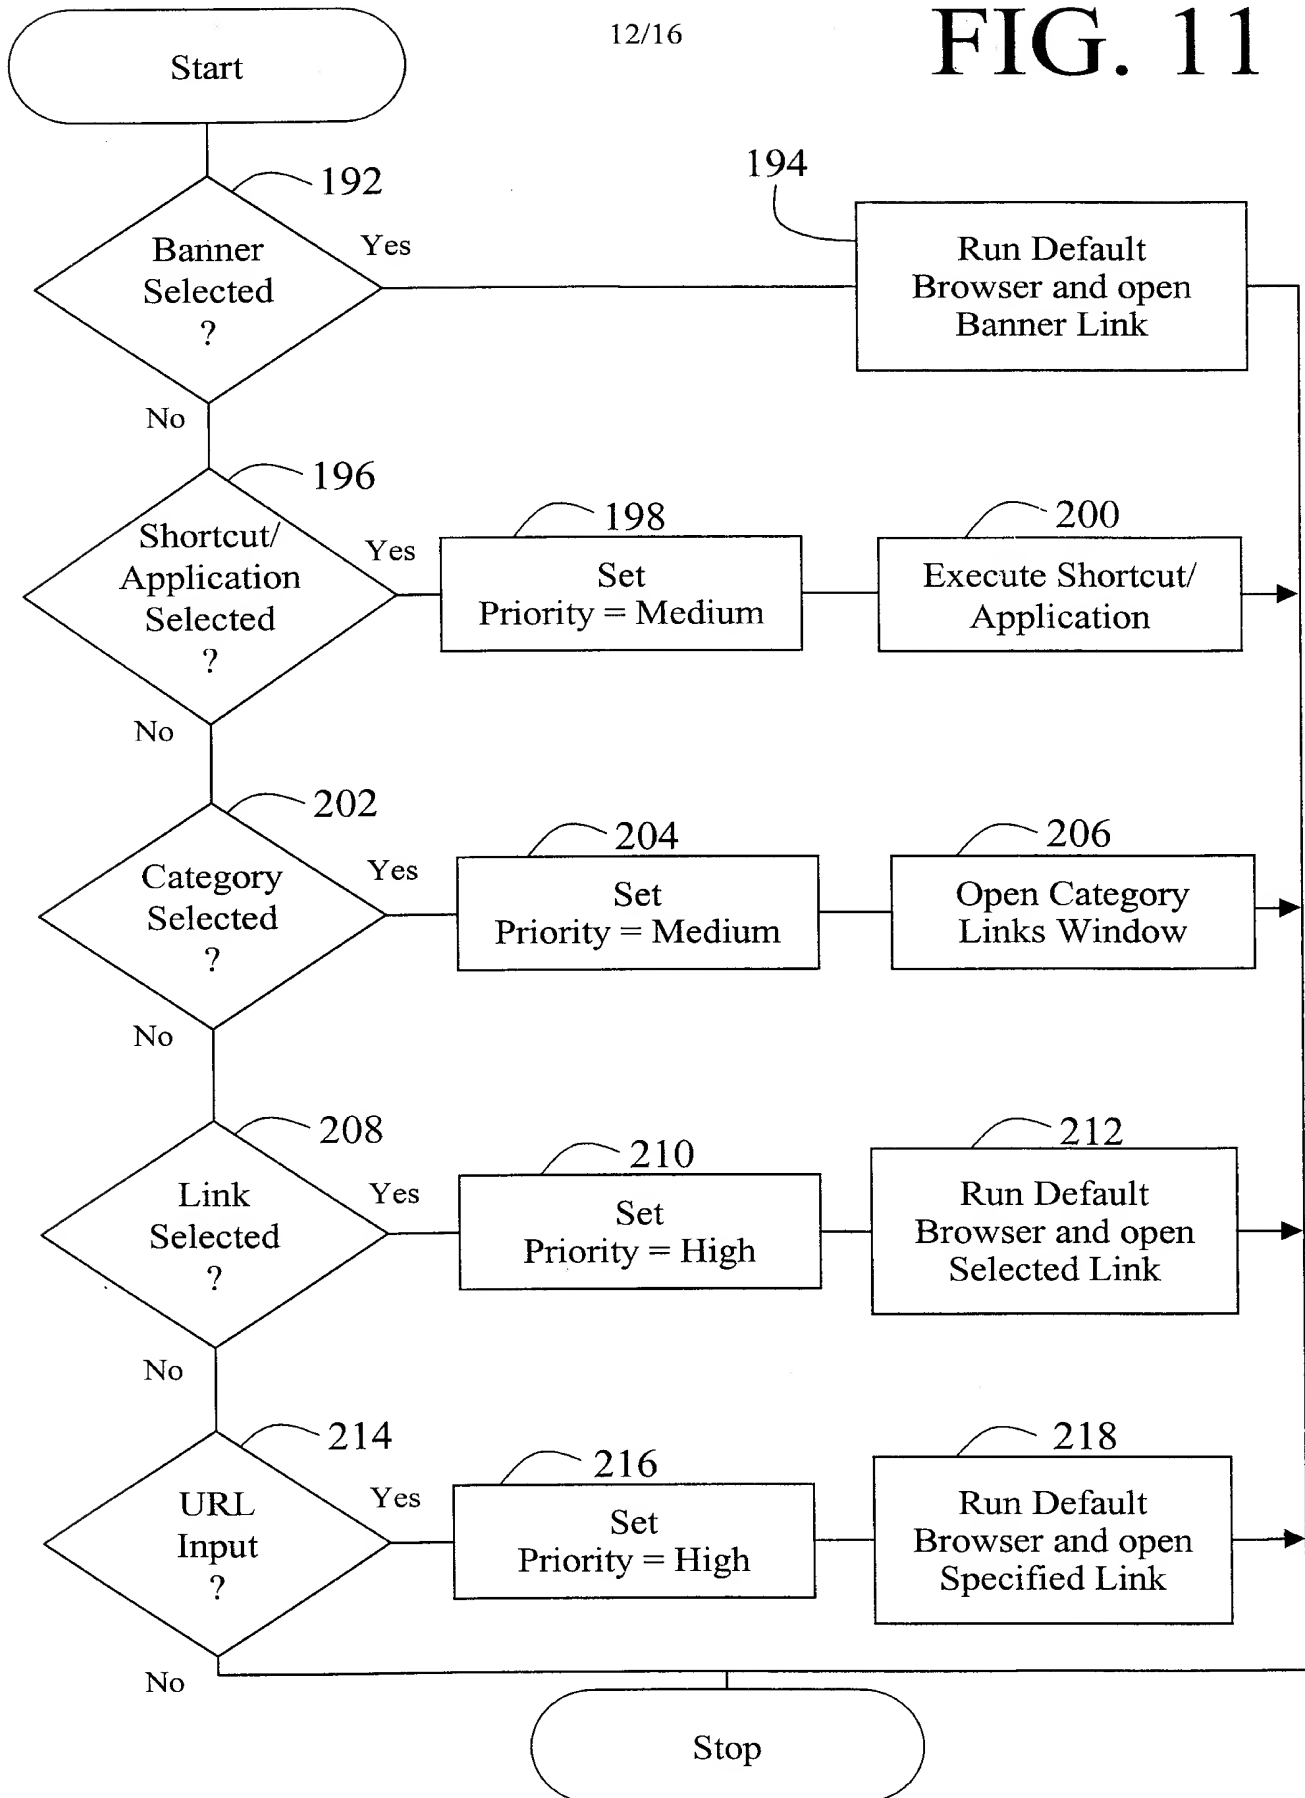 12/16
FIG. 11
Start
192
Banner
Selected
?
Yes
No
194
Run Default
Browser and open
Banner Link
196
Shortcut/
Application
Selected
?
Yes
No
198
Set
Priority = Medium
200
Execute Shortcut/
Application
202
Category
Selected
?
Yes
No
204
Set
Priority = Medium
206
Open Category
Links Window
208
Link
Selected
?
Yes
No
210
Set
Priority = High
212
Run Default
Browser and open
Selected Link
214
URL
Input
?
Yes
No
216
Set
Priority = High
218
Run Default
Browser and open
Specified Link
Stop